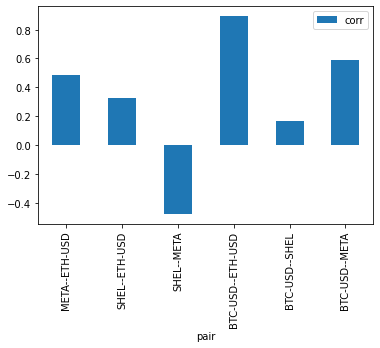 corr
0.8
0.6
0.4
0.2
0.0
−0.2
−0.4
META--ETH-USD
SHEL--ETH-USD
SHEL--META
BTC-USD--ETH-USD
BTC-USD--SHEL
BTC-USD--META
pair